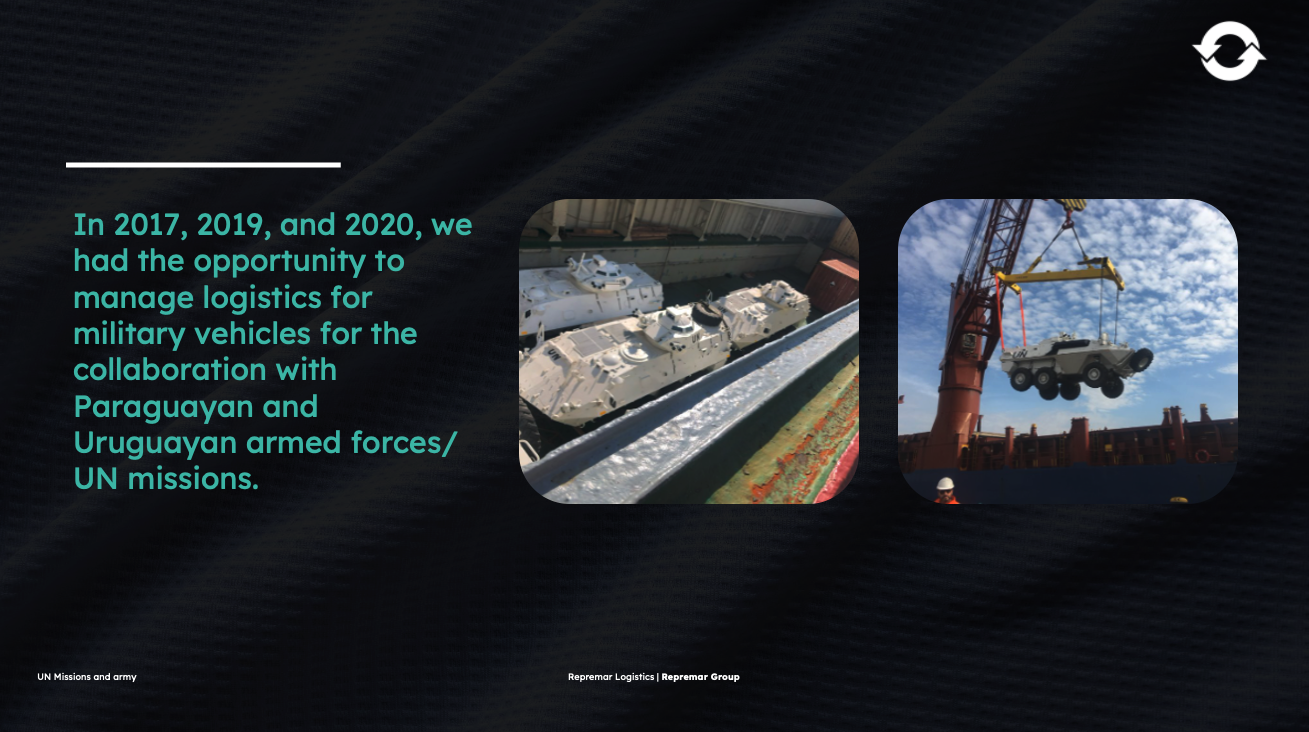 In 2017, 2019, and 2020, we
had the opportunity to
manage logistics for
military vehicles for the
collaboration with
Paraguayan and
Uruguayan armed forces/
UN missions.
UN
UN Missions and army
Repremar Logistics | Repremar Group